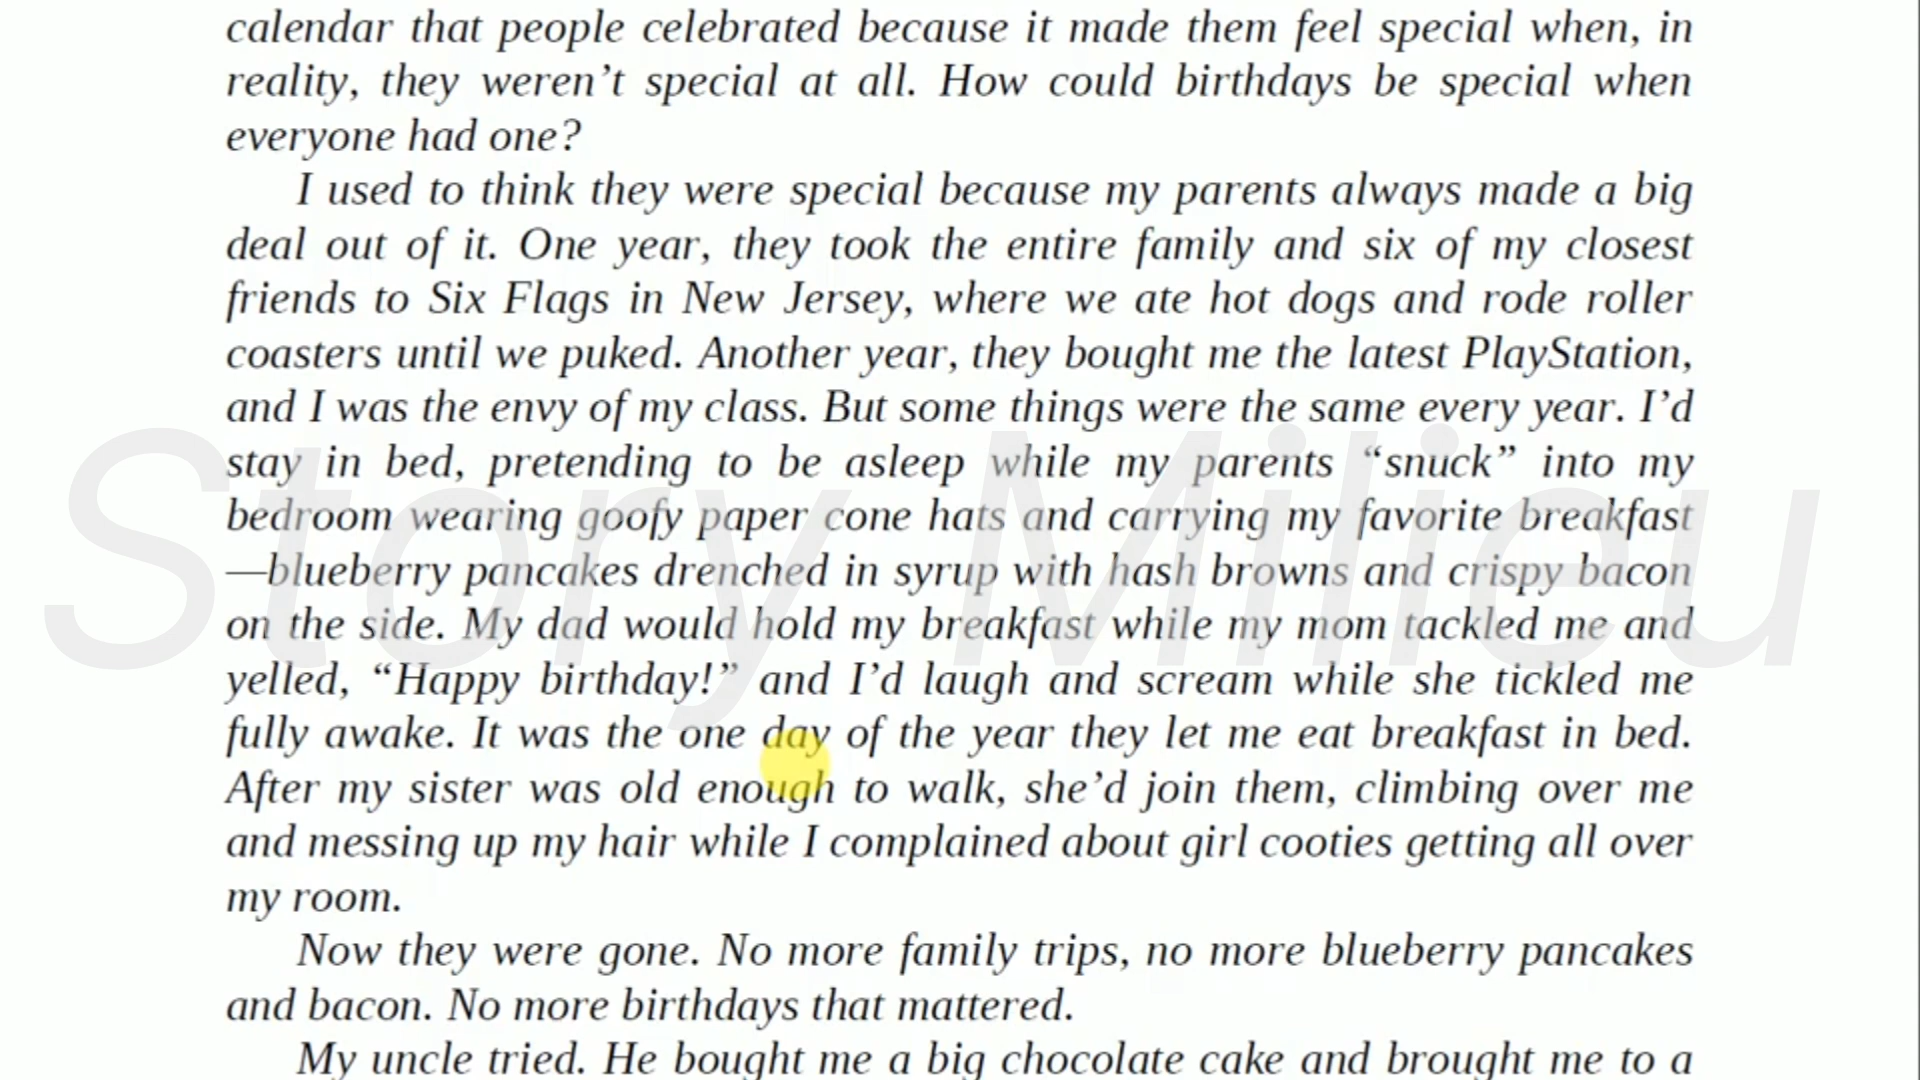 calendar that people celebrated because it made them feel special when, in
reality, they weren’t special at all. How could birthdays be special when
everyone had one?
I used to think they were special because my parents always made a big
deal out of it. One year, they took the entire family and six of my closest
friends to Six Flags in New Jersey, where we ate hot dogs and rode roller
coasters until we puked. Another year, they bought me the latest PlayStation,
and I was the envy of my class. But some things were the same every year. I’d
stay in bed, pretending to be asleep while my parents “snuck” into my
bedroom wearing goofy paper cone hats and carrying my favorite breakfast
—blueberry pancakes drenched in syrup with hash browns and crispy bacon
on the side. My dad would hold my breakfast while my mom tackled me and
yelled, “Happy birthday!” and I’d laugh and scream while she tickled me
fully awake. It was the one day of the year they let me eat breakfast in bed.
After my sister was old enough to walk, she’d join them, climbing over me
and messing up my hair while I complained about girl cooties getting all over
my room.
Now they were gone. No more family trips, no more blueberry pancakes
and bacon. No more birthdays that mattered.
My uncle tried. He bought me a big chocolate cake and brought me to a
Story Milieu